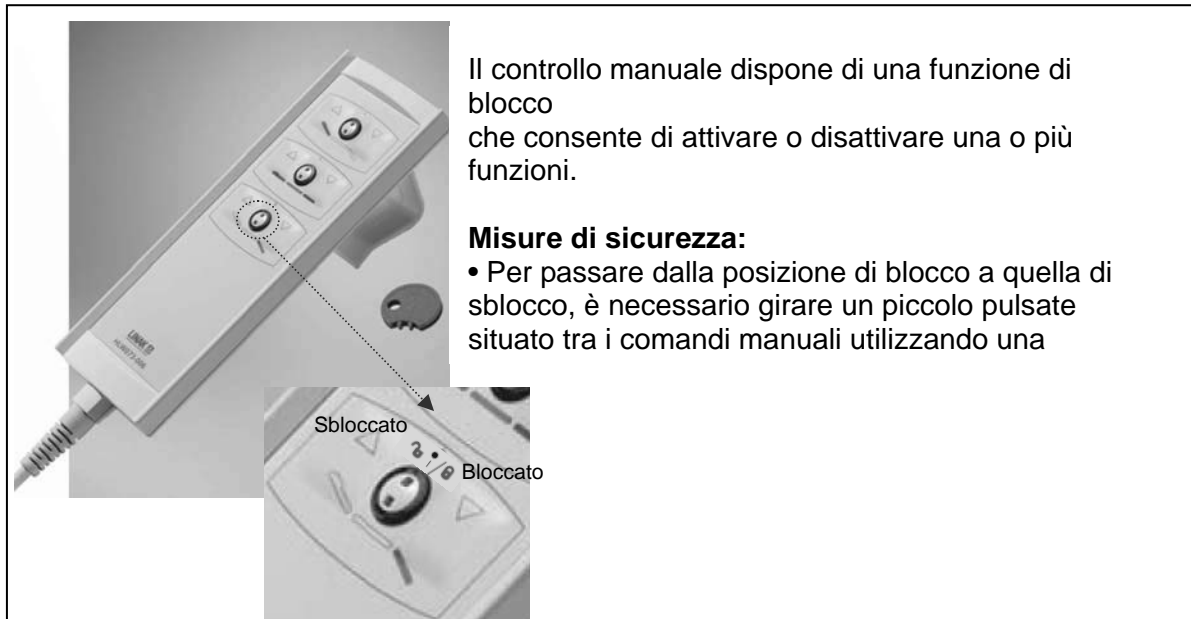 Il controllo manuale dispone di una funzione di
blocco
che consente di attivare o disattivare una o più
funzioni.
Misure di sicurezza:
• Per passare dalla posizione di blocco a quella di
sblocco, è necessario girare un piccolo pulsate
situato tra i comandi manuali utilizzando una
LINAK
Sbloccato
Bloccato